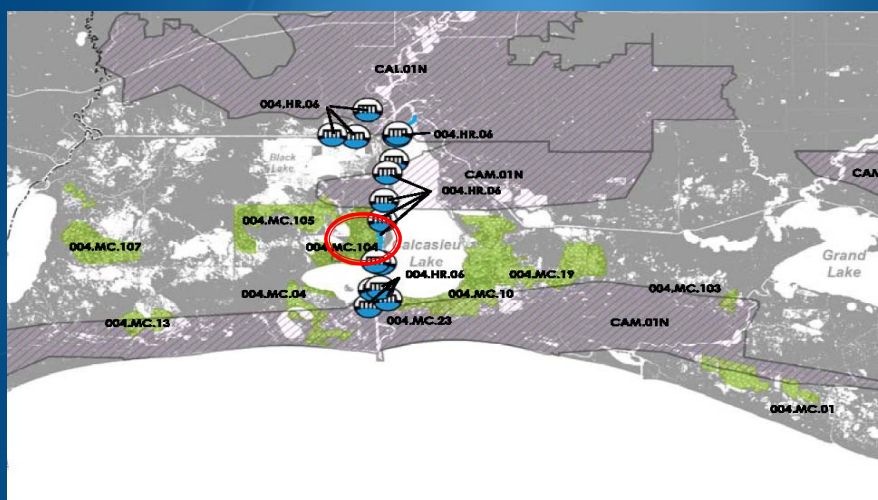 CAL.01N
004.HR.06
004.HR.06
Black
Lake
CAM.01N
CAM
004.HR.06
004.MC.105
004.MC.107
004.MC.104
Calcasieu
Lake
Grand
Lake
004.HR.06
004.MC.19
004.MC.04
004.MC.10
004.MC.103
004.MC.13
004.MC.23
CAM.01N
004.MC.01